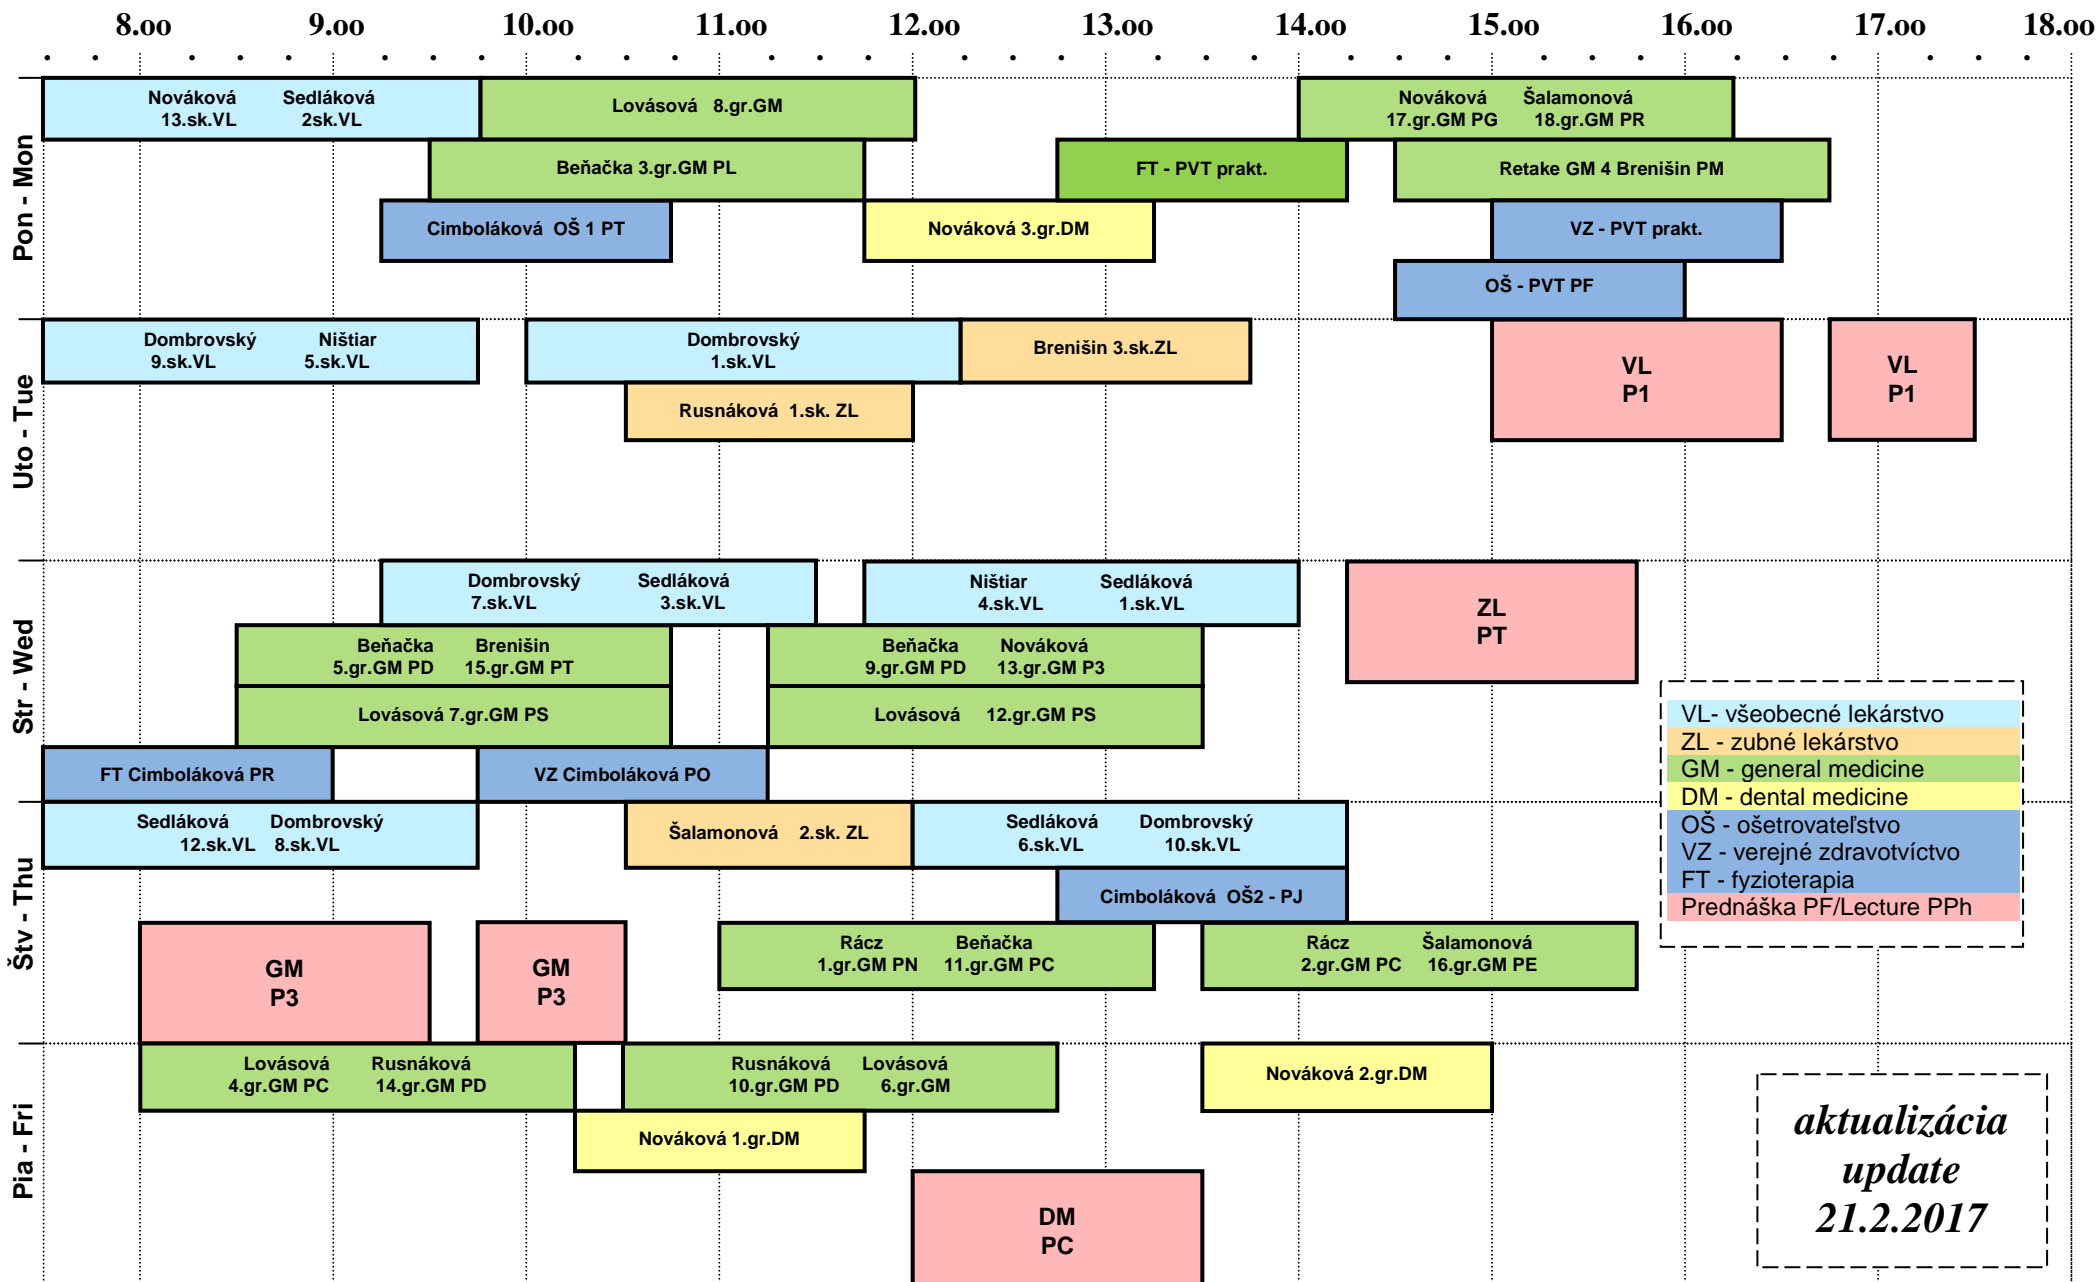 8.00 9.00 10.00 11.00 12.00 13.00 14.00 15.00 16.00 17.00 18.00
Pon - Mon
Nováková Sedláková
13.sk.VL 2sk.VL
Lovásová 8.gr.GM
Nováková Šalamonová
17.gr.GM PG 18.gr.GM PR
Beňačka 3.gr.GM PL
FT - PVT prakt.
Retake GM 4 Brenišin PM
Cimboláková OŠ 1 PT
Nováková 3.gr.DM
VZ - PVT prakt.
OŠ - PVT PF
Uto - Tue
Dombrovský Ništiar
9.sk.VL 5.sk.VL
Dombrovský
1.sk.VL
Brenišin 3.sk.ZL
VL
P1
VL
P1
Rusnáková 1.sk. ZL
Str - Wed
Dombrovský Sedláková
7.sk.VL 3.sk.VL
Ništiar Sedláková
4.sk.VL 1.sk.VL
ZL
PT
Beňačka Brenišin
5.gr.GM PD 15.gr.GM PT
Beňačka Nováková
9.gr.GM PD 13.gr.GM P3
Lovásová 7.gr.GM PS
Lovásová 12.gr.GM PS
FT Cimboláková PR
VZ Cimboláková PO
VL- všeobecné lekárstvo
ZL - zubné lekárstvo
GM - general medicine
DM - dental medicine
OŠ - ošetrovateľstvo
VZ - verejné zdravotvíctvo
FT - fyzioterapia
Prednáška PF/Lecture PPh
Štv - Thu
Sedláková Dombrovský
12.sk.VL 8.sk.VL
Šalamonová 2.sk. ZL
Sedláková Dombrovský
6.sk.VL 10.sk.VL
Cimboláková OŠ2 - PJ
GM
P3
GM
P3
Rácz Beňačka
1.gr.GM PN 11.gr.GM PC
Rácz Šalamonová
2.gr.GM PC 16.gr.GM PE
Pia - Fri
Lovásová Rusnáková
4.gr.GM PC 14.gr.GM PD
Rusnáková Lovásová
10.gr.GM PD 6.gr.GM
Nováková 2.gr.DM
Nováková 1.gr.DM
DM
PC
aktualizácia
update
21.2.2017